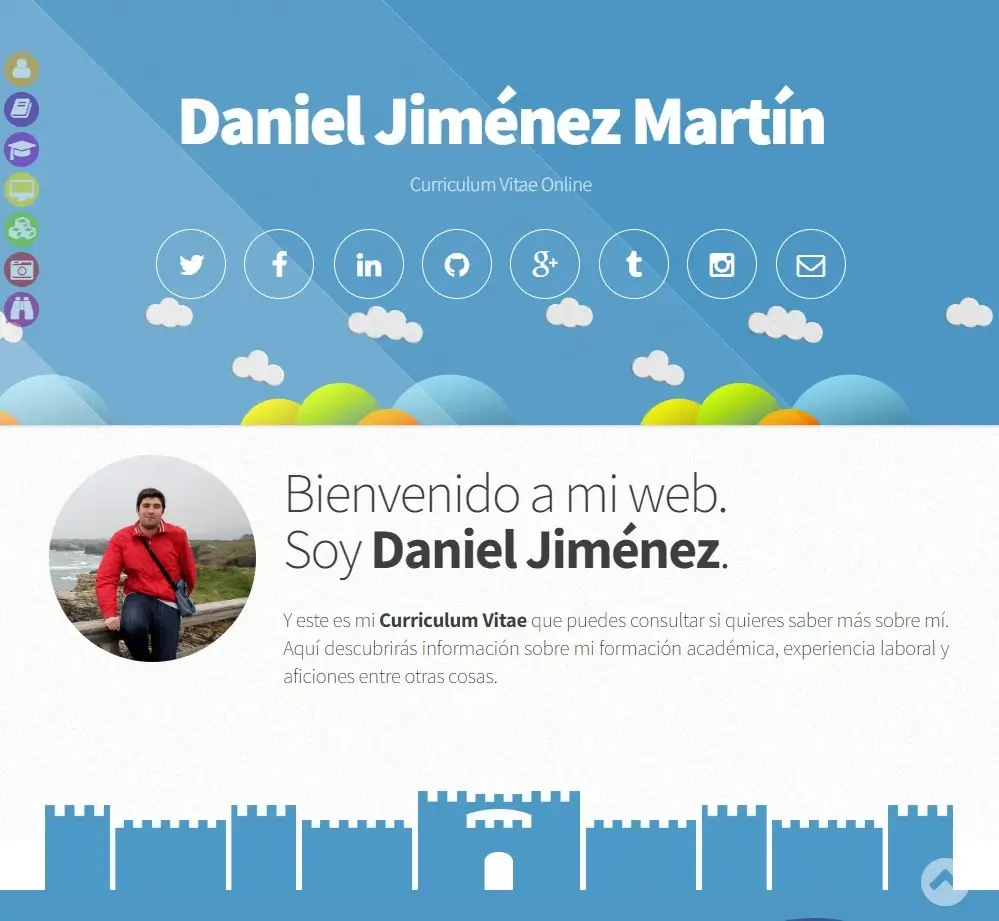 Daniel Jiménez Martín
Curriculum Vitae Online
Bienvenido a mi web.
Soy Daniel Jiménez.
Y este es mi Curriculum Vitae que puedes consultar si quieres saber más sobre mí.
Aquí descubrirás información sobre mi formación académica, experiencia laboral y
aficiones entre otras cosas.